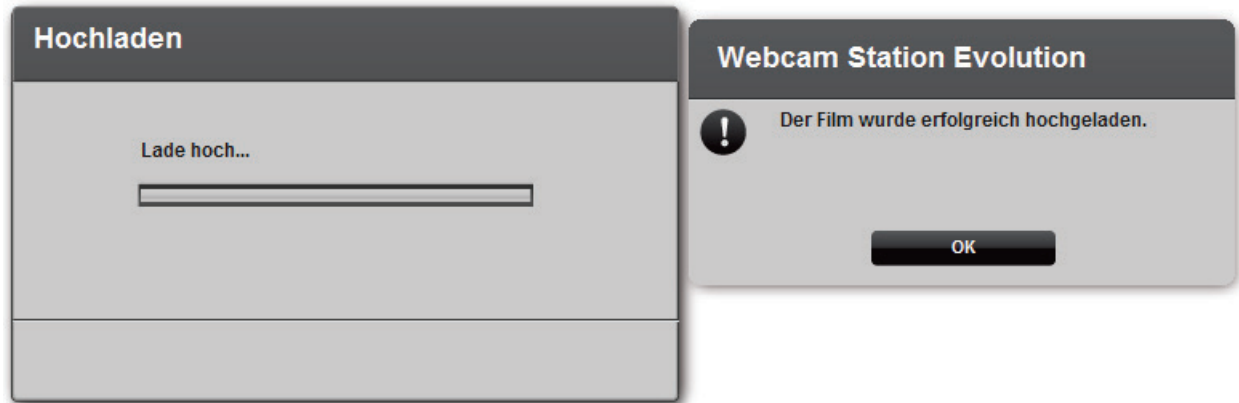 Hochladen
Lade hoch...
Webcam Station Evolution
Der Film wurde erfolgreich hochgeladen.
OK